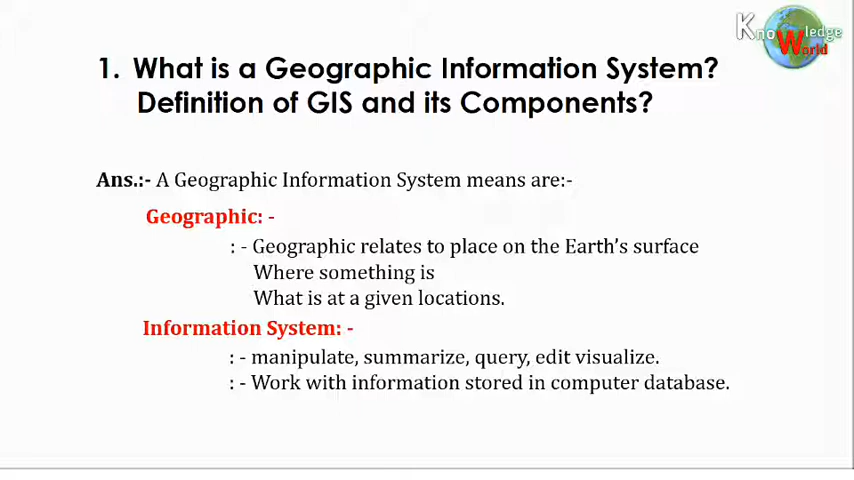 Knowledge
World
1. What is a Geographic Information System?
Definition of GIS and its Components?
Ans.:- A Geographic Information System means are:-
Geographic: -
: - Geographic relates to place on the Earth's surface
Where something is
What is at a given locations.
Information System: -
: - manipulate, summarize, query, edit visualize.
: - Work with information stored in computer database.